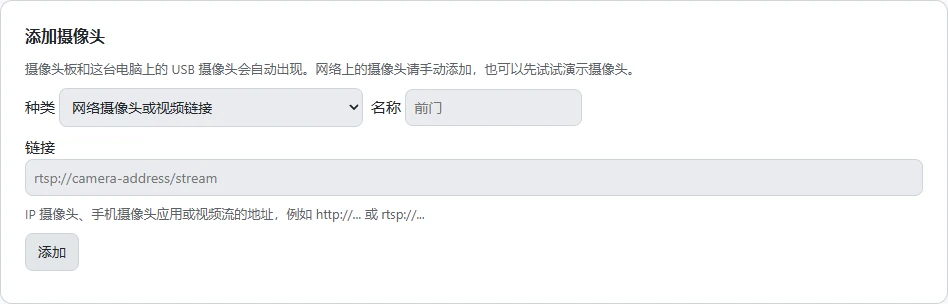 添加摄像头
摄像头板和这台电脑上的 USB 摄像头会自动出现。网络上的摄像头请手动添加，也可以先试试演示摄像头。
种类 网络摄像头或视频链接 名称 前门
链接
rtsp://camera-address/stream
IP 摄像头、手机摄像头应用或视频流的地址，例如 http://... 或 rtsp://...
添加